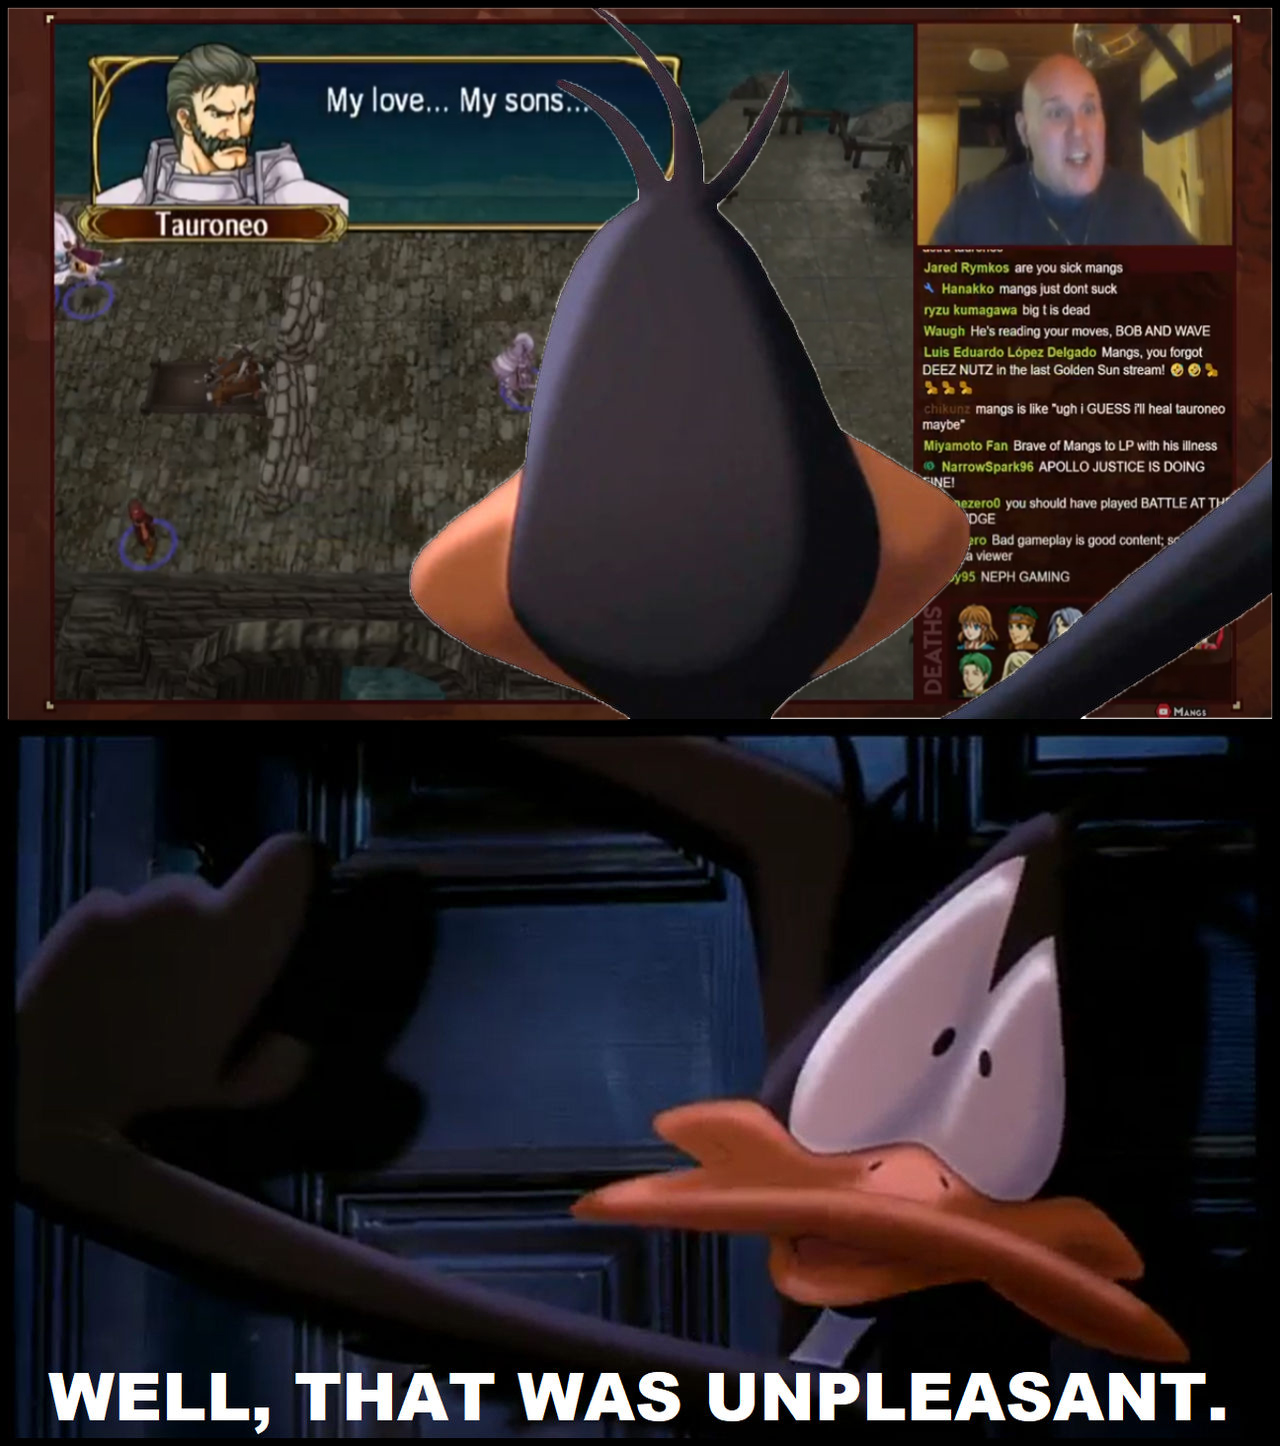 My love... My sons...
Tauroneo
Jared Rymkos are you sick mangs
Hanakko mangs just dont suck
ryzu kumagawa big t is dead
Waugh He's reading your moves, BOB AND WAVE
Luis Eduardo López Delgado Mangs, you forgot
DEEZ NUTZ in the last Golden Sun stream! 🤣 🤣
chikunz mangs is like "ugh i GUESS i'll heal tauroneo
maybe"
Miyamoto Fan Brave of Mangs to LP with his illness
NarrowSpark96 APOLLO JUSTICE IS DOING
FINE!
you should have played BATTLE AT
Bad gameplay is good content;
a viewer
NEPH GAMING
DEATHS
MANGS
WELL, THAT WAS UNPLEASANT.